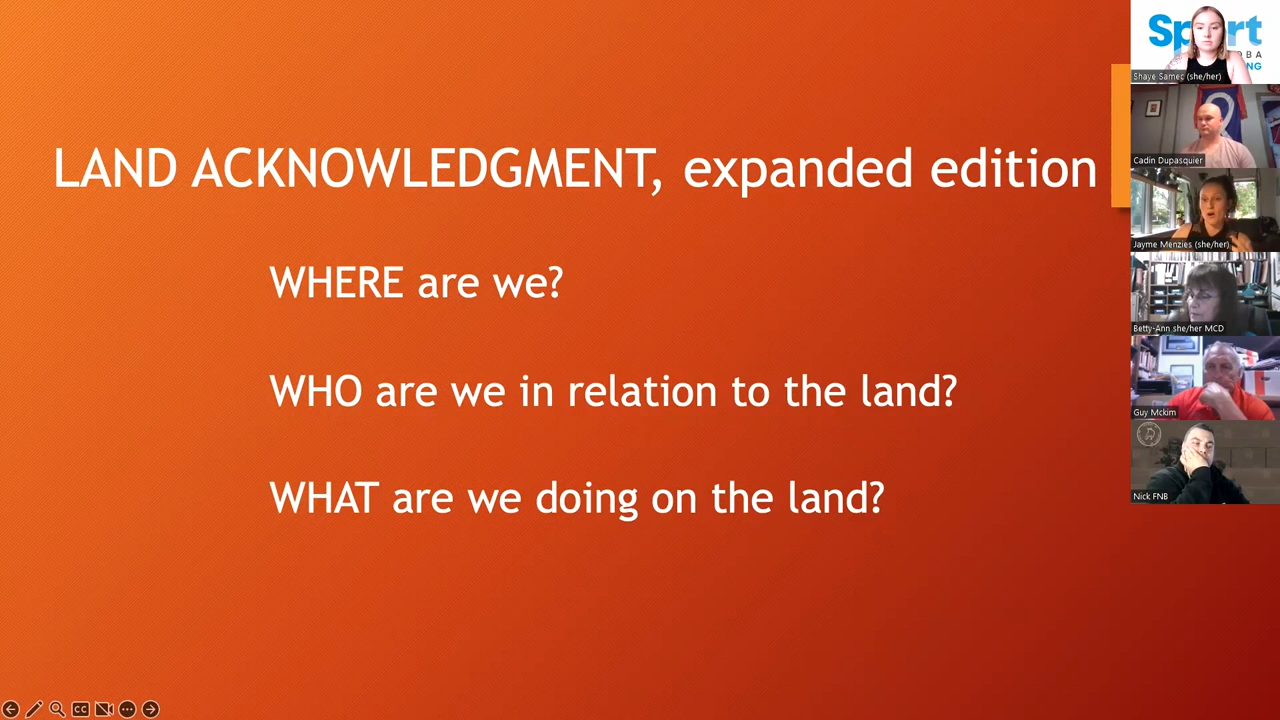 LAND ACKNOWLEDGMENT, expanded edition
WHERE are we?
WHO are we in relation to the land?
WHAT are we doing on the land?
Shaye Samec (she/her)
Cadin Dupasquier
Jayme Menzies (she/her)
Betty-Ann she/her MCD
Guy Mckim
Nick FNB
CC